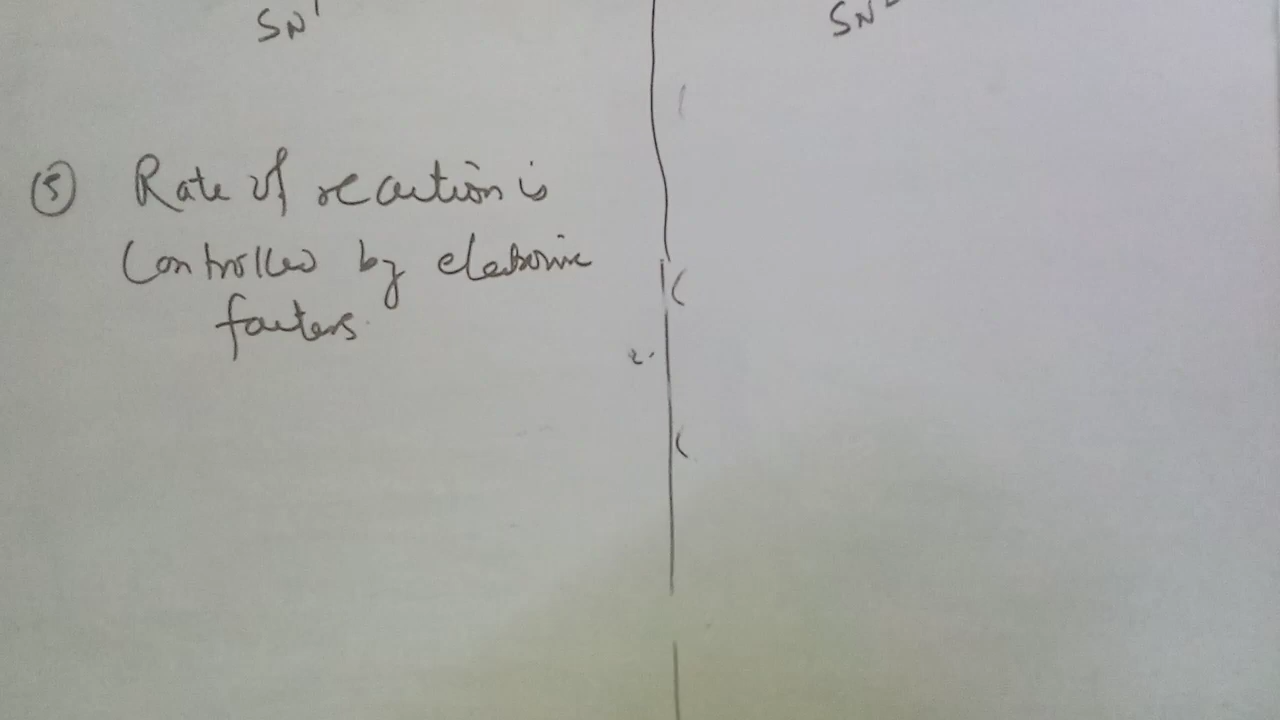 SN1
SN2
⑤ Rate of reaction is
Controlled by electronic
factors.